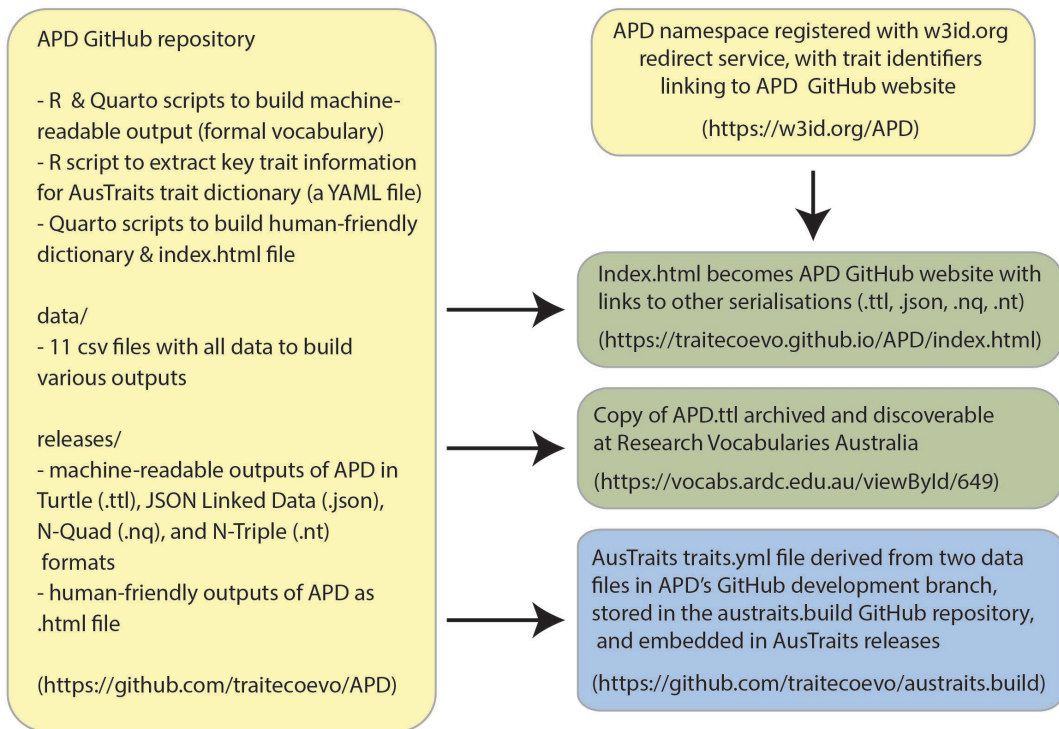 APD GitHub repository
- R & Quarto scripts to build machine-
readable output (formal vocabulary)
- R script to extract key trait information
for AusTraits trait dictionary (a YAML file)
- Quarto scripts to build human-friendly
dictionary & index.html file
data/
- 11 csv files with all data to build
various outputs
releases/
- machine-readable outputs of APD in
Turtle (.ttl), JSON Linked Data (.json),
N-Quad (.nq), and N-Triple (.nt)
formats
- human-friendly outputs of APD as
.html file
(https://github.com/traitecoevo/APD)
APD namespace registered with w3id.org
redirect service, with trait identifiers
linking to APD GitHub website
(https://w3id.org/APD)
Index.html becomes APD GitHub website with
links to other serialisations (.ttl, .json, .nq, .nt)
(https://traitecoevo.github.io/APD/index.html)
Copy of APD.ttl archived and discoverable
at Research Vocabularies Australia
(https://vocabs.ardc.edu.au/viewById/649)
AusTraits traits.yml file derived from two data
files in APD's GitHub development branch,
stored in the austraits.build GitHub repository,
and embedded in AusTraits releases
(https://github.com/traitecoevo/austraits.build)